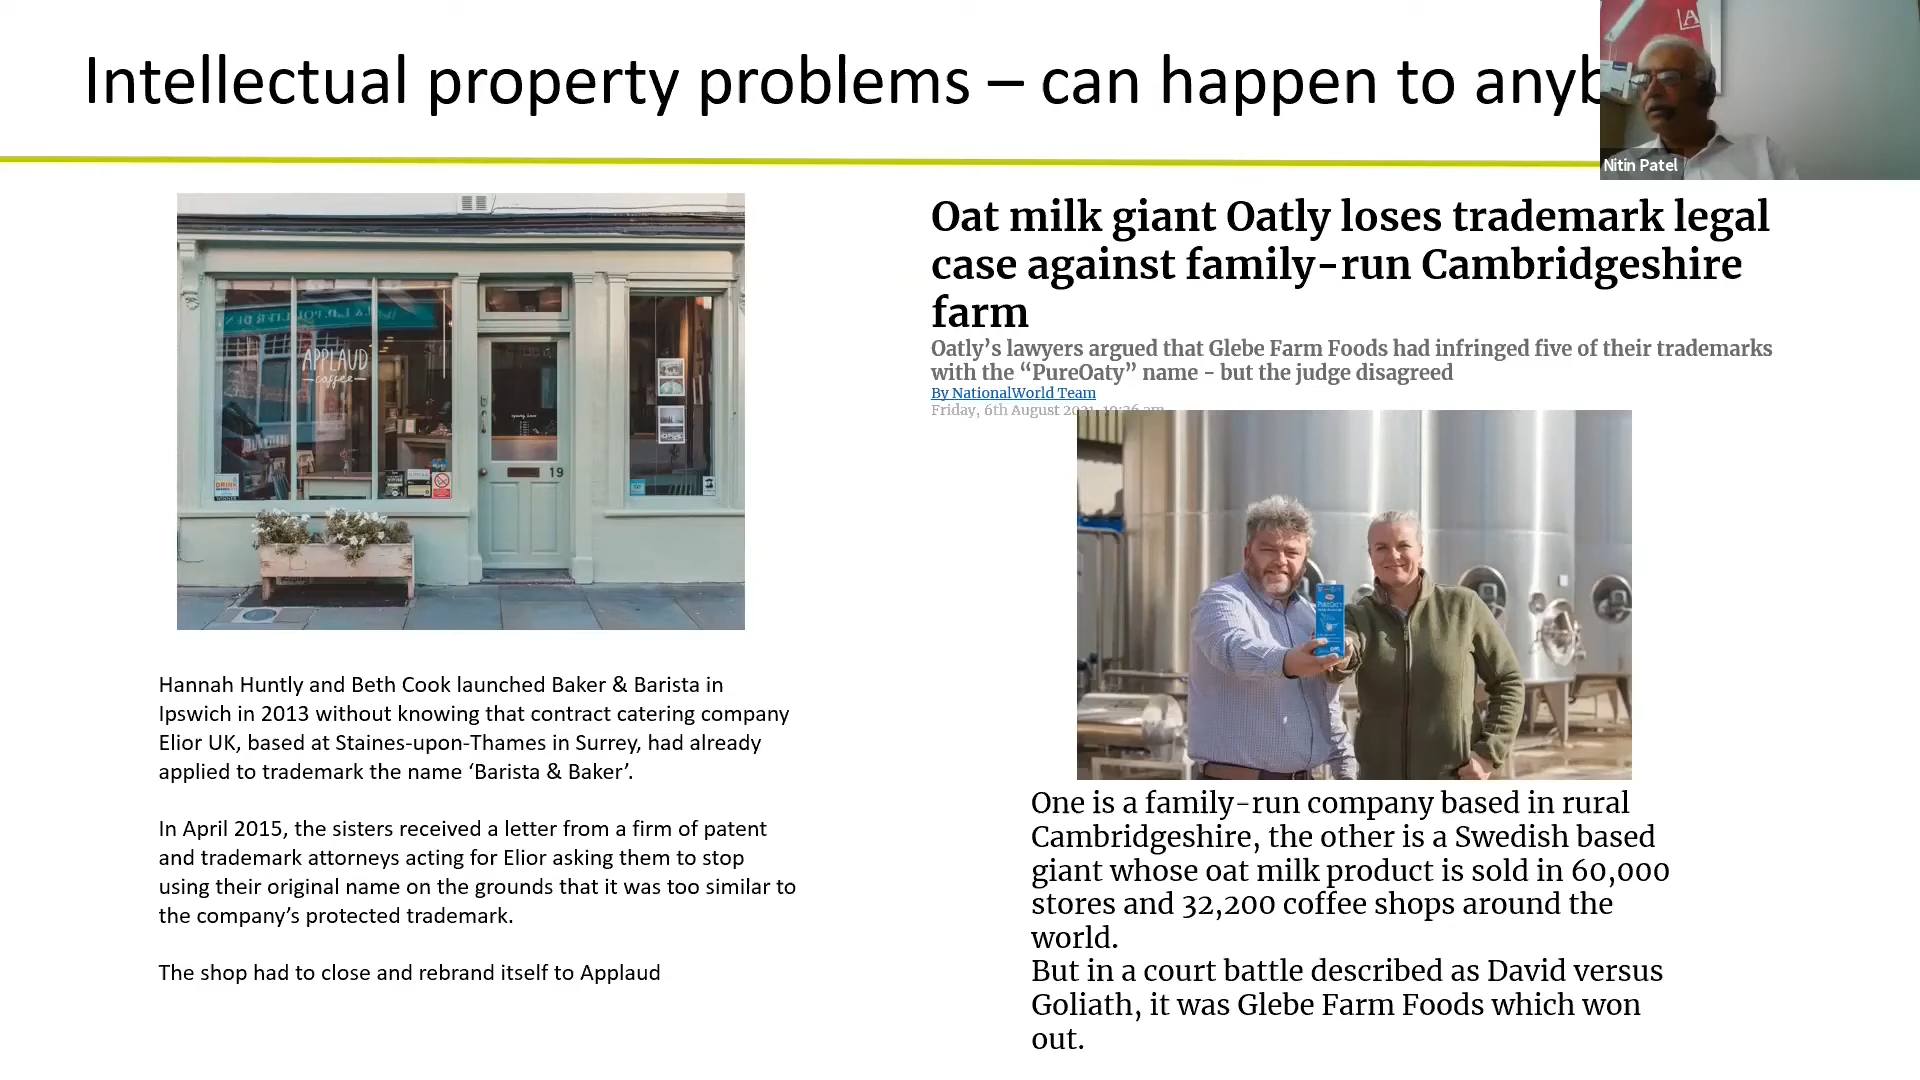 Intellectual property problems – can happen to anyb
Nitin Patel
APPLAUD
coffee
19
DRINK
Hannah Huntly and Beth Cook launched Baker & Barista in
Ipswich in 2013 without knowing that contract catering company
Elior UK, based at Staines-upon-Thames in Surrey, had already
applied to trademark the name ‘Barista & Baker’.
In April 2015, the sisters received a letter from a firm of patent
and trademark attorneys acting for Elior asking them to stop
using their original name on the grounds that it was too similar to
the company’s protected trademark.
The shop had to close and rebrand itself to Applaud
Oat milk giant Oatly loses trademark legal
case against family-run Cambridgeshire
farm
Oatly’s lawyers argued that Glebe Farm Foods had infringed five of their trademarks
with the “PureOaty” name - but the judge disagreed
By NationalWorld Team
Friday, 6th August 2021, 10:36 am
PUREOATY
One is a family-run company based in rural
Cambridgeshire, the other is a Swedish based
giant whose oat milk product is sold in 60,000
stores and 32,200 coffee shops around the
world.
But in a court battle described as David versus
Goliath, it was Glebe Farm Foods which won
out.